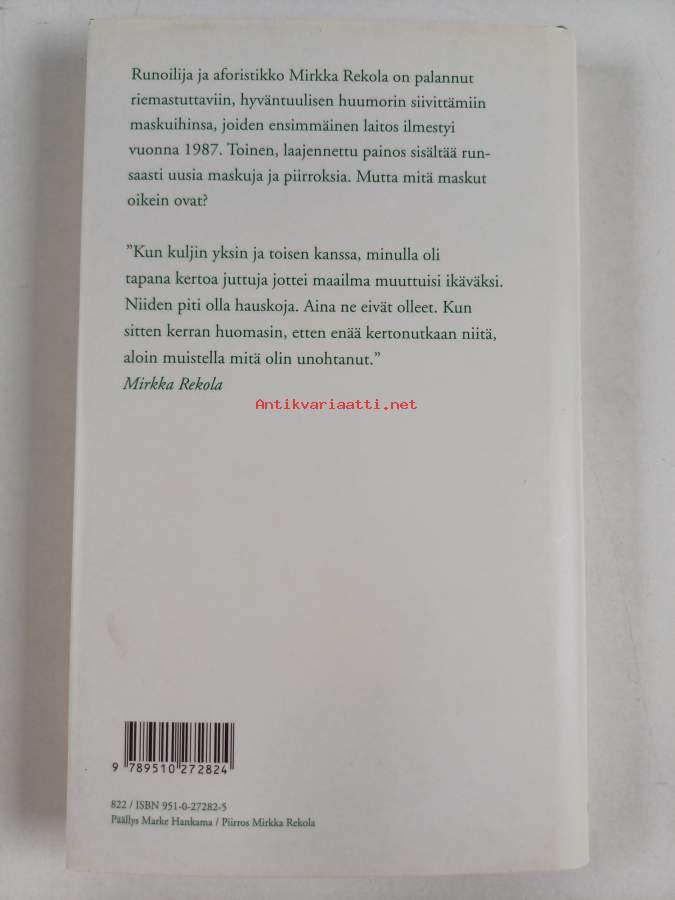 Runoilija ja aforistikko Mirkka Rekola on palannut
riemastuttaviin, hyväntuulisen huumorin siivittämiin
maskuihinsa, joiden ensimmäinen laitos ilmestyi
vuonna 1987. Toinen, laajennettu painos sisältää run-
saasti uusia maskuja ja piirroksia. Mutta mitä maskut
oikein ovat?
”Kun kuljin yksin ja toisen kanssa, minulla oli
tapana kertoa juttuja jottei maailma muuttuisi ikäväksi.
Niiden piti olla hauskoja. Aina ne eivät olleet. Kun
sitten kerran huomasin, etten enää kertonutkaan niitä,
aloin muistella mitä olin unohtanut.”
Mirkka Rekola
Antikvariaatti.net
9 789510 272824
822 / ISBN 951-0-27282-5
Päällys Marke Hankama / Piirros Mirkka Rekola